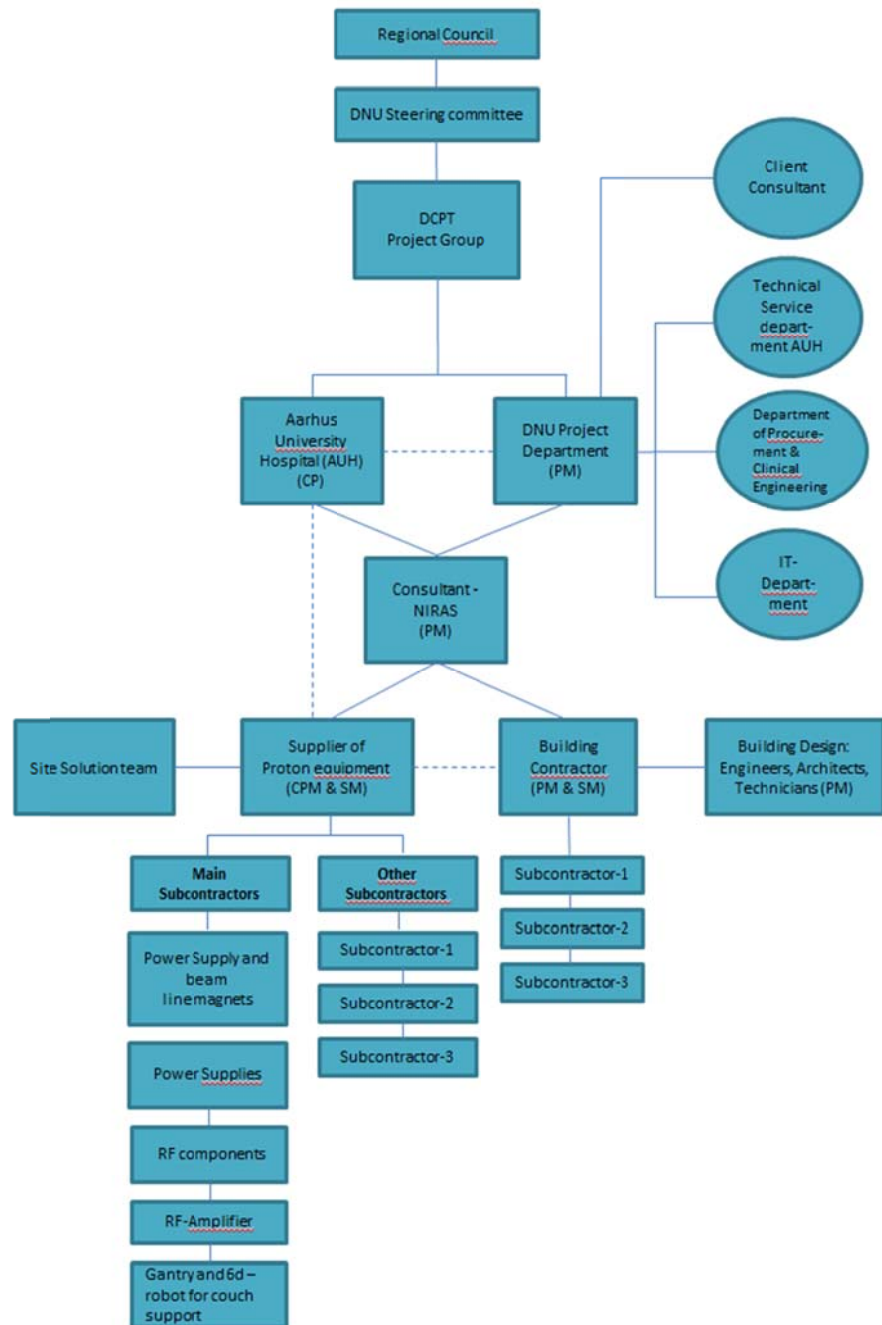 Regional Council
DNU Steering committee
DCPT
Project Group
Client
Consultant
Technical
Service
depart-
ment AUH
Aarhus
University
Hospital (AUH)
(CP)
DNU Project
Department
(PM)
Department
of Procure-
ment &
Clinical
Engineering
IT-
Depart-
ment
Consultant -
NIRAS
(PM)
Site Solution team
Supplier of
Proton equipment
(CPM & SM)
Building
Contractor
(PM & SM)
Building Design:
Engineers, Architects,
Technicians (PM)
Main
Subcontractors
Power Supply and
beam
linemagnets
Power Supplies
RF components
RF-Amplifier
Gantry and 6d –
robot for couch
support
Other
Subcontractors
Subcontractor-1
Subcontractor-2
Subcontractor-3
Subcontractor-1
Subcontractor-2
Subcontractor-3